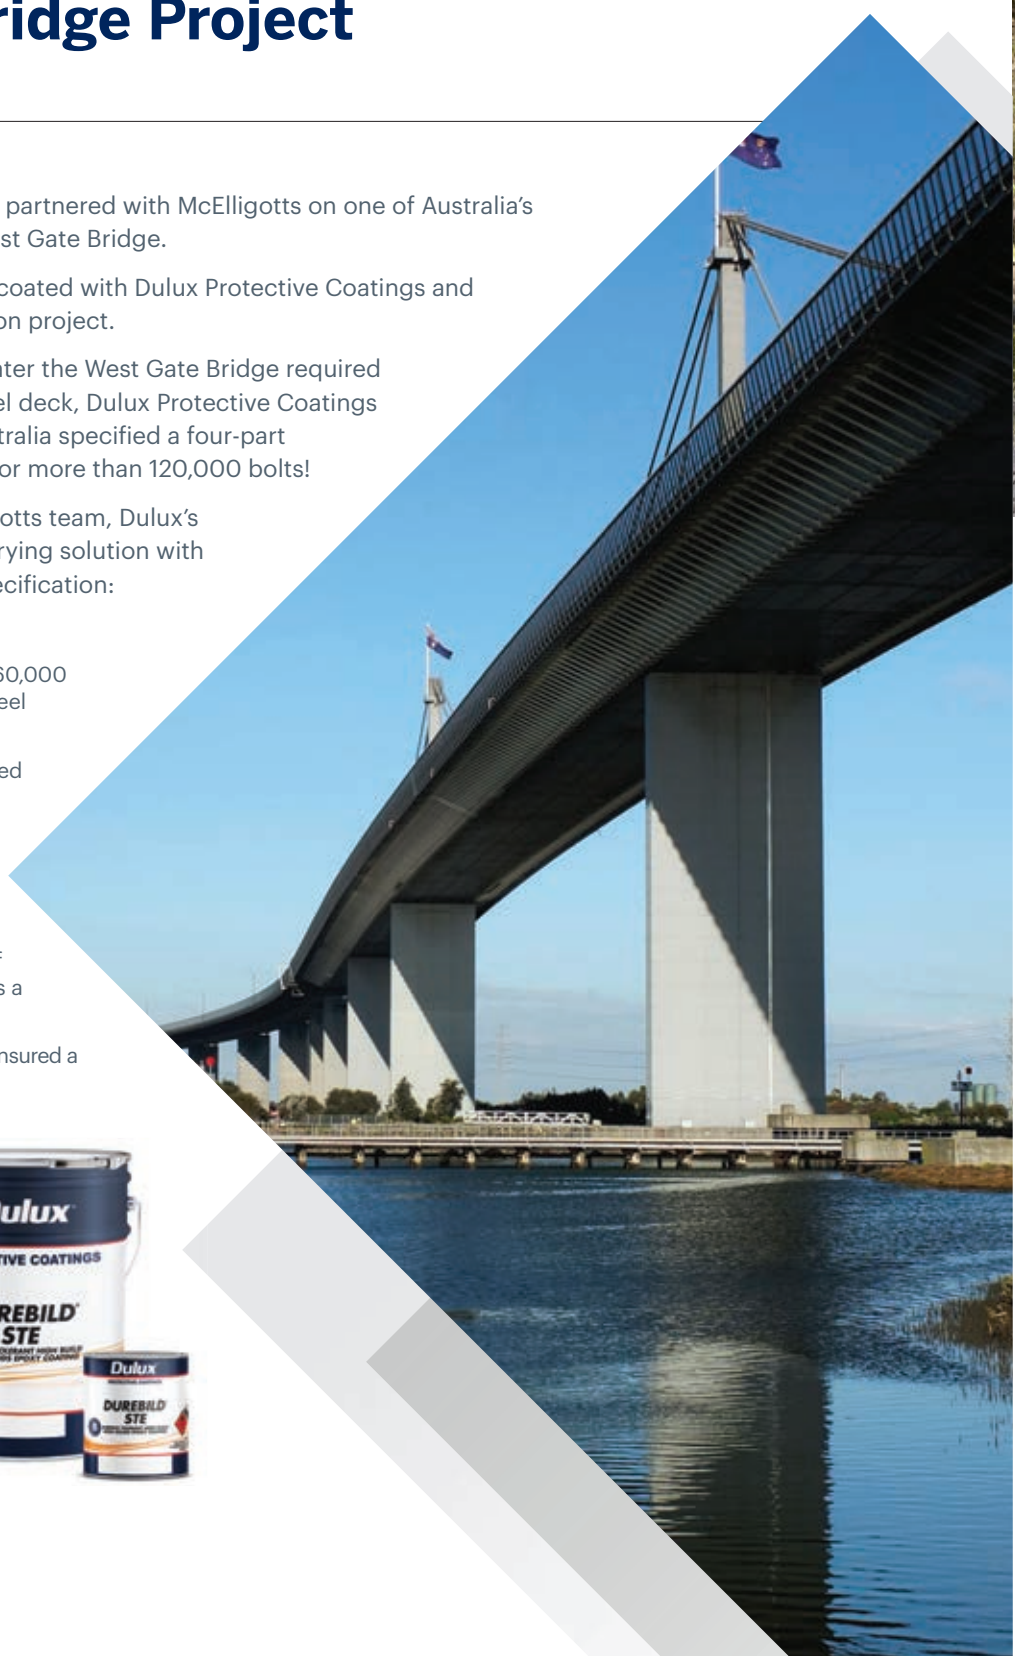 ridge Project
partnered with McElligotts on one of Australia's
st Gate Bridge.
coated with Dulux Protective Coatings and
on project.
ater the West Gate Bridge required
el deck, Dulux Protective Coatings
tralia specified a four-part
or more than 120,000 bolts!
otts team, Dulux's
rying solution with
ecification:
60,000
eel
ed
s a
nsured a
ulux
TIVE COATINGS
REBILD
STE
Dulux
DUREBILD
STE